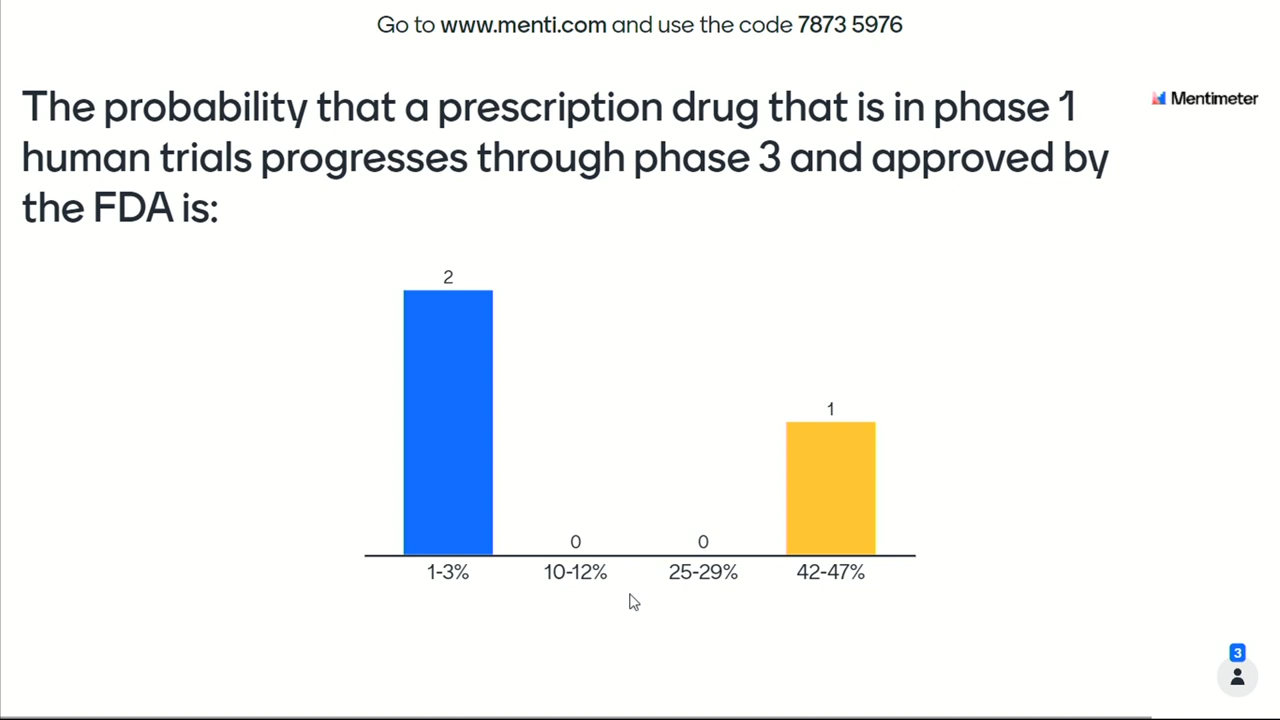 Go to www.menti.com and use the code 7873 5976
The probability that a prescription drug that is in phase 1
human trials progresses through phase 3 and approved by
the FDA is:
Mentimeter
2
0
0
1
1-3%
10-12%
25-29%
42-47%
3